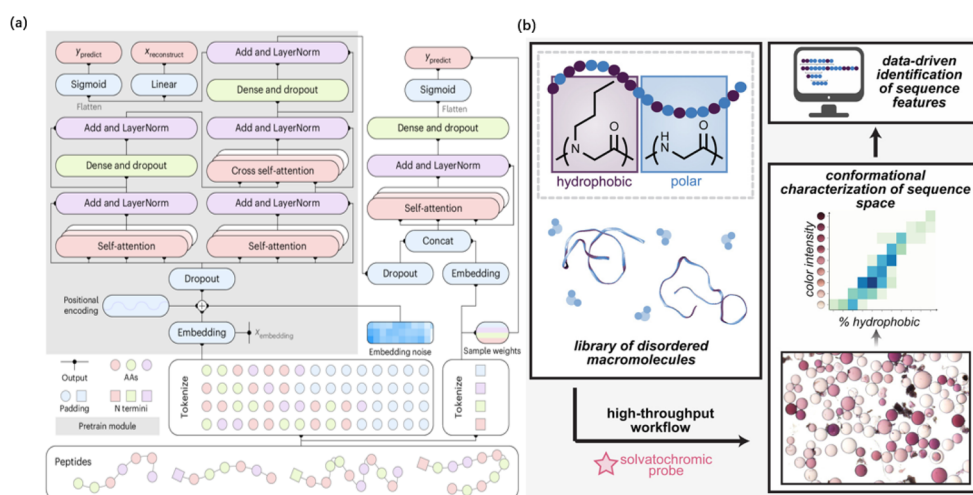 (a)
y predict
x reconstruct
Add and LayerNorm
Sigmoid
Linear
Flatten
Dense and dropout
Add and LayerNorm
Add and LayerNorm
Dense and dropout
Cross self-attention
Add and LayerNorm
Add and LayerNorm
Self-attention
Self-attention
Dropout
Positional
encoding
Embedding
x embedding
y predict
Sigmoid
Flatten
Dense and dropout
Add and LayerNorm
Self-attention
Concat
Dropout
Embedding
Embedding noise
Sample weights
Output
AAs
Padding
N termini
Pretrain module
Tokenize
Tokenize
Peptides
(b)
N
O
H
N
O
hydrophobic
polar
library of disordered
macromolecules
high-throughput
workflow
solvatochromic
probe
data-driven
identification
of sequence
features
conformational
characterization of sequence
space
color intensity
% hydrophobic